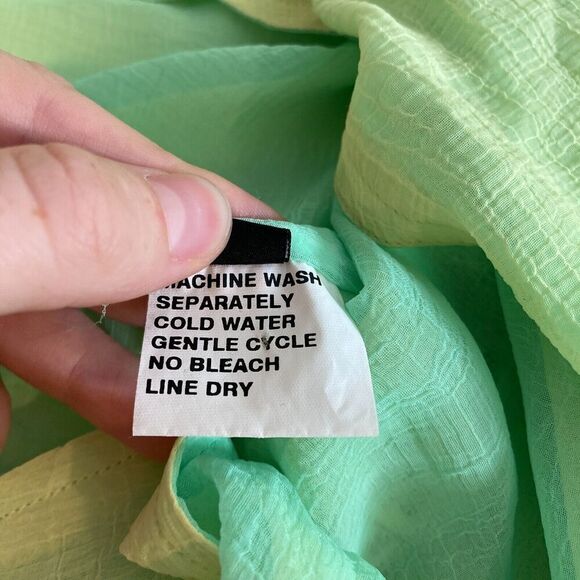 MACHINE WASH
SEPARATELY
COLD WATER
GENTLE CYCLE
NO BLEACH
LINE DRY